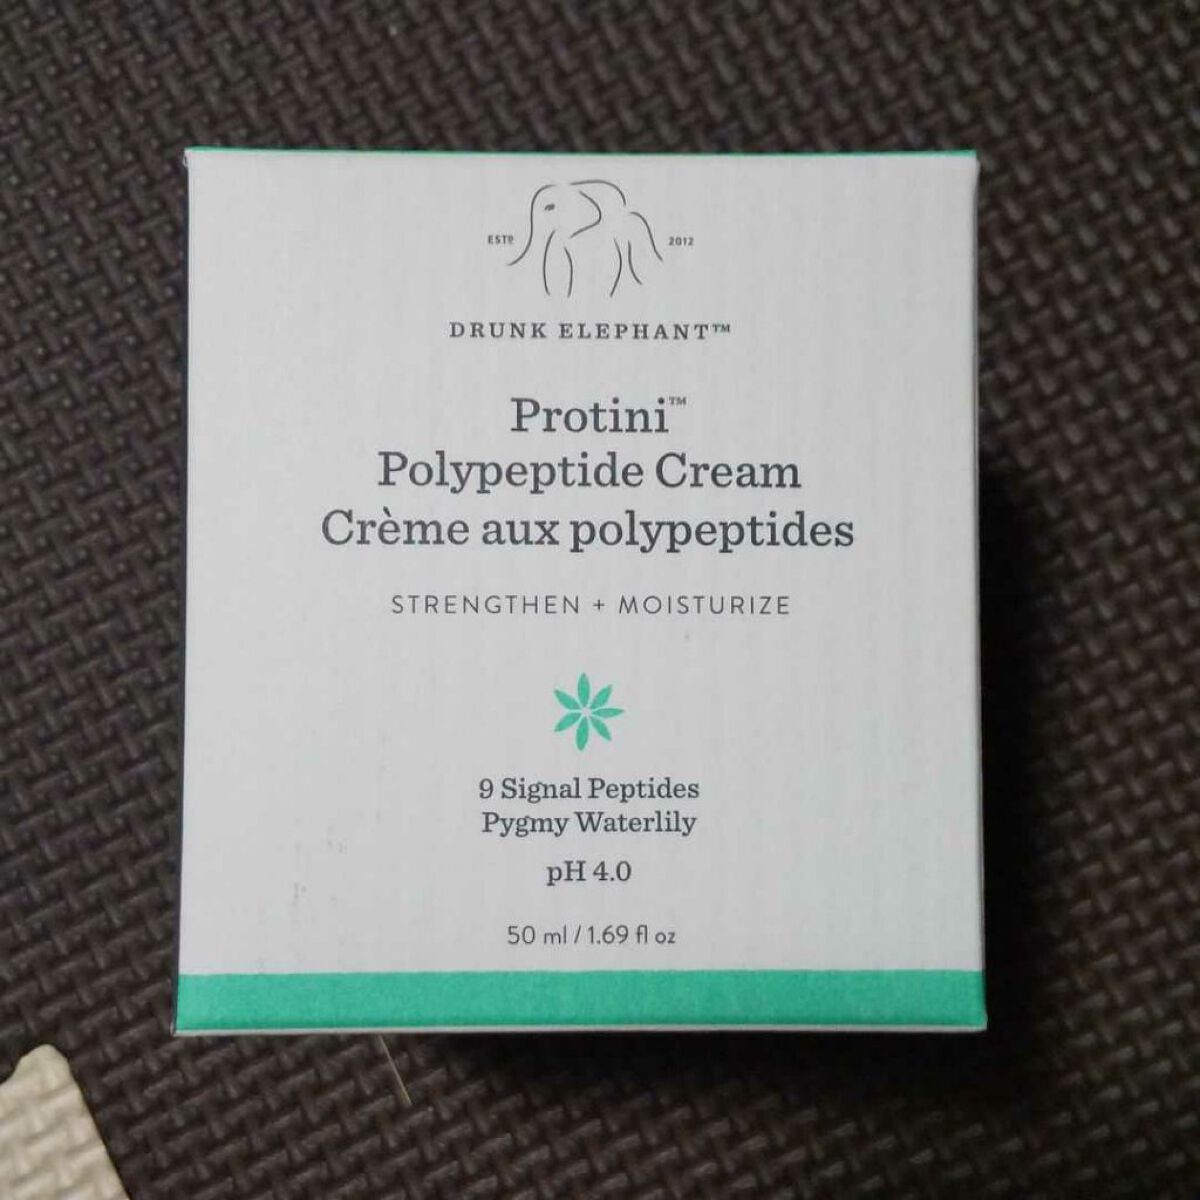 ESTD 2012
DRUNK ELEPHANT™
Protini™
Polypeptide Cream
Crème aux polypeptides
STRENGTHEN + MOISTURIZE
9 Signal Peptides
Pygmy Waterlily
pH 4.0
50 ml / 1.69 fl oz